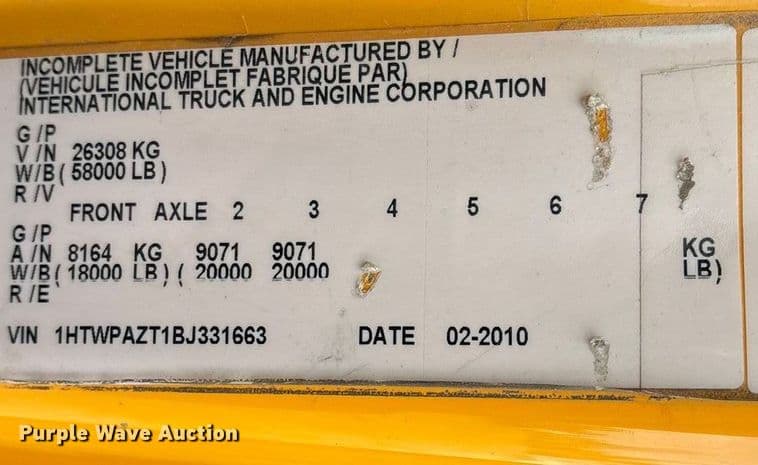 INCOMPLETE VEHICLE MANUFACTURED BY /
(VEHICULE INCOMPLET FABRIQUE PAR)
INTERNATIONAL TRUCK AND ENGINE CORPORATION
G /P
V /N 26308 KG
W/B ( 58000 LB )
R /V
FRONT AXLE 2 3 4 5 6 7
G /P
A /N 8164 KG 9071 9071 KG
W/B ( 18000 LB ) ( 20000 20000 LB)
R /E
VIN 1HTWPAZT1BJ331663 DATE 02-2010
Purple Wave Auction